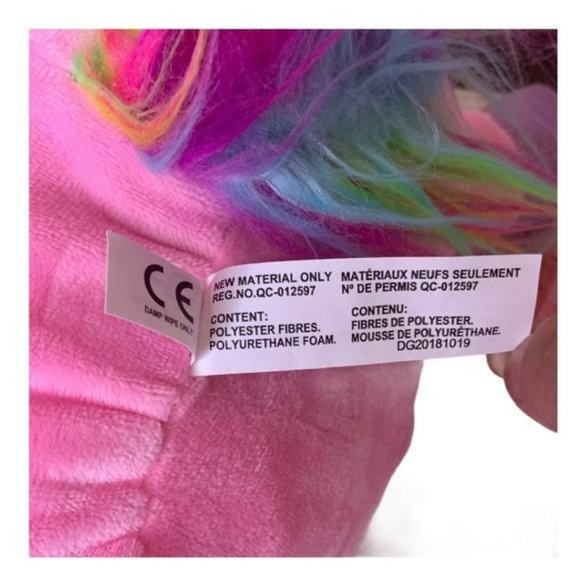 CE
DAMP WIPE ONLY
NEW MATERIAL ONLY
REG.NO.QC-012597
CONTENT:
POLYESTER FIBRES.
POLYURETHANE FOAM.
MATÉRIAUX NEUFS SEULEMENT
Nº DE PERMIS QC-012597
CONTENU:
FIBRES DE POLYESTER.
MOUSSE DE POLYURÉTHANE.
DG20181019